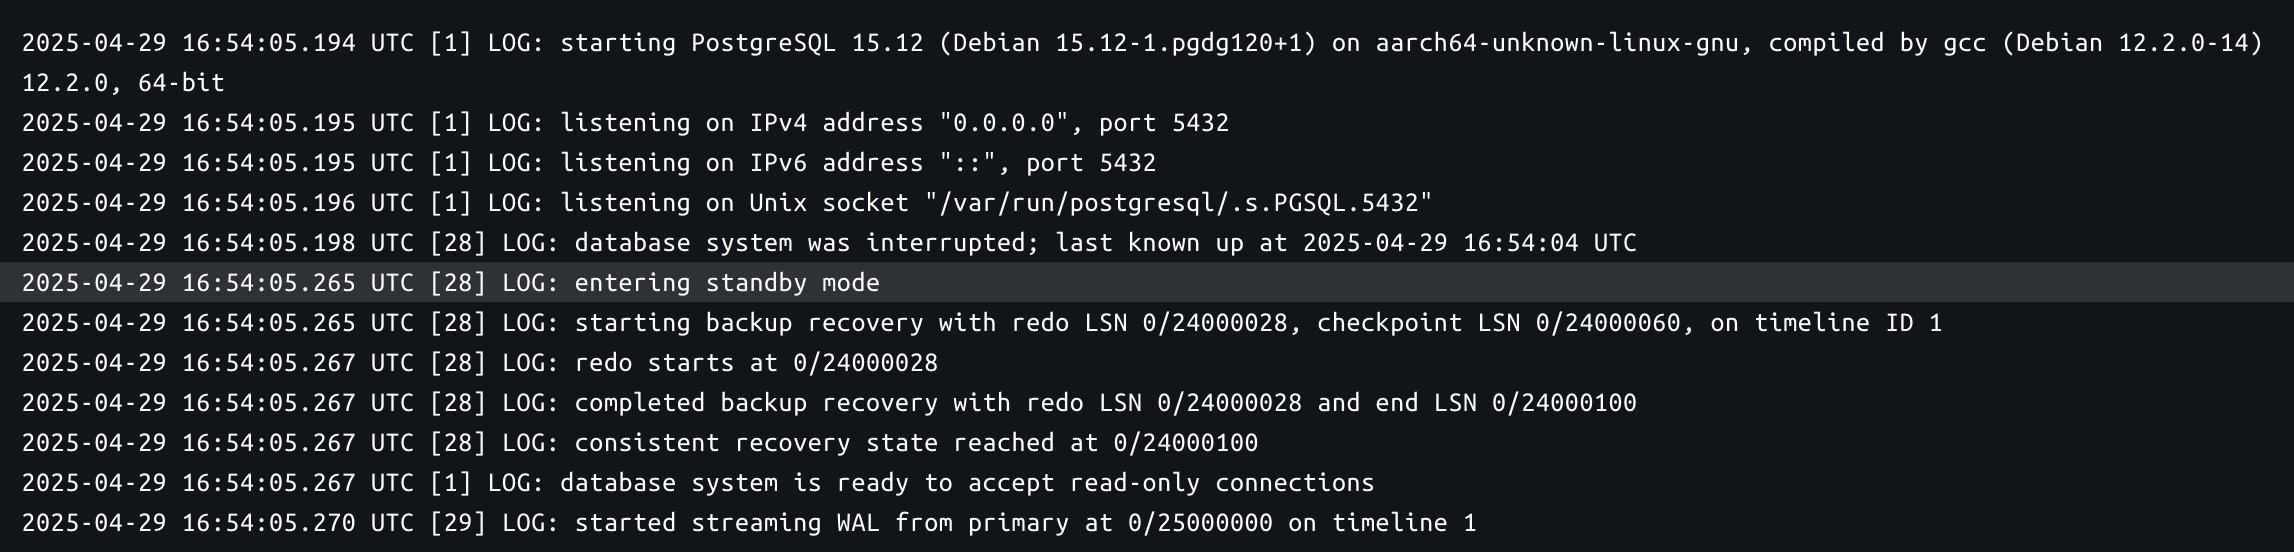 2025-04-29 16:54:05.194 UTC [1] LOG: starting PostgreSQL 15.12 (Debian 15.12-1.pgdg120+1) on aarch64-unknown-linux-gnu, compiled by gcc (Debian 12.2.0-14)
12.2.0, 64-bit
2025-04-29 16:54:05.195 UTC [1] LOG: listening on IPv4 address "0.0.0.0", port 5432
2025-04-29 16:54:05.195 UTC [1] LOG: listening on IPv6 address "::", port 5432
2025-04-29 16:54:05.196 UTC [1] LOG: listening on Unix socket "/var/run/postgresql/.s.PGSQL.5432"
2025-04-29 16:54:05.198 UTC [28] LOG: database system was interrupted; last known up at 2025-04-29 16:54:04 UTC
2025-04-29 16:54:05.265 UTC [28] LOG: entering standby mode
2025-04-29 16:54:05.265 UTC [28] LOG: starting backup recovery with redo LSN 0/24000028, checkpoint LSN 0/24000060, on timeline ID 1
2025-04-29 16:54:05.267 UTC [28] LOG: redo starts at 0/24000028
2025-04-29 16:54:05.267 UTC [28] LOG: completed backup recovery with redo LSN 0/24000028 and end LSN 0/24000100
2025-04-29 16:54:05.267 UTC [28] LOG: consistent recovery state reached at 0/24000100
2025-04-29 16:54:05.267 UTC [1] LOG: database system is ready to accept read-only connections
2025-04-29 16:54:05.270 UTC [29] LOG: started streaming WAL from primary at 0/25000000 on timeline 1